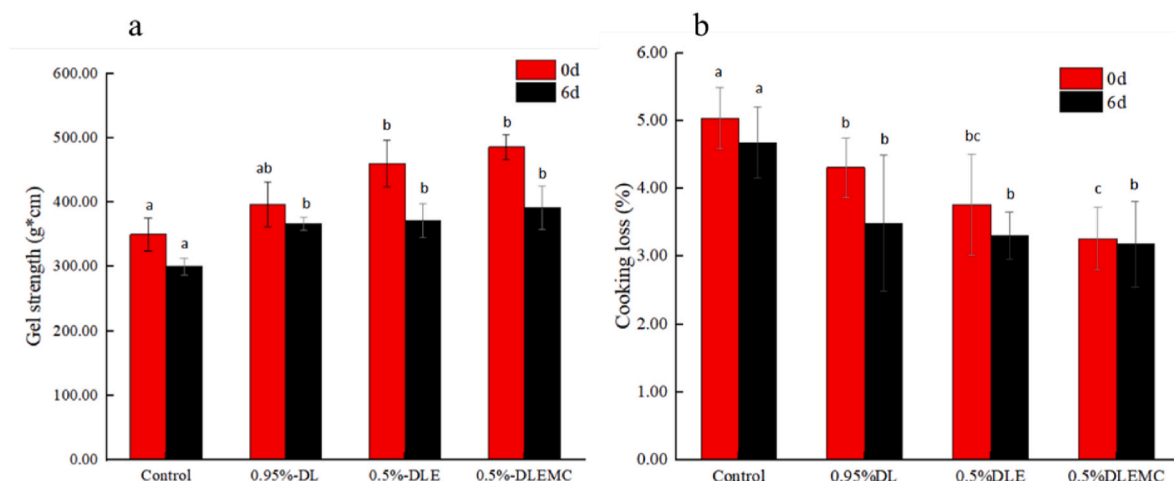 a
Gel strength (g*cm)
600.00
500.00
400.00
300.00
200.00
100.00
0.00
0d
6d
a
a
ab
b
b
b
b
b
Control
0.95%-DL
0.5%-DLE
0.5%-DLEMC
b
Cooking loss (%)
6.00
5.00
4.00
3.00
2.00
1.00
0.00
0d
6d
a
a
b
b
bc
b
c
b
Control
0.95%DL
0.5%DLE
0.5%DLEMC